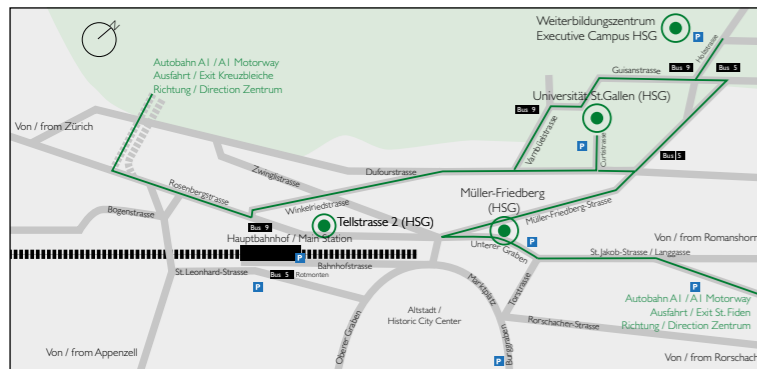 Weiterbildungszentrum
Executive Campus HSG
P
Holtstrasse
Bus 9
Bus 5
Guisanstrasse
Autobahn A1 / A1 Motorway
Ausfahrt / Exit Kreuzbleiche
Richtung / Direction Zentrum
Universität St.Gallen (HSG)
Bus 9
Varnbüelstrasse
P
Curtistrasse
Von / from Zürich
Bus 5
Zwinglistrasse
Dufourstrasse
Rosenbergstrasse
Müller-Friedberg
(HSG)
Müller-Friedberg-Strasse
Winkelriedstrasse
Bogenstrasse
Tellstrasse 2 (HSG)
Bus 9
Hauptbahnhof / Main Station
P
Unterer Graben
P
Von / from Romanshorn
St.Jakob-Strasse / Langgasse
Bahnhofstrasse
St.Leonhard-Strasse
Bus 5
Rotmonten
P
Marktplatz
Torstrasse
P
Autobahn A1 / A1 Motorway
Ausfahrt / Exit St. Fiden
Richtung / Direction Zentrum
Altstadt /
Historic City Center
Oberer Graben
Burggraben
Rorschacher-Strasse
Von / from Appenzell
P
Von / from Rorschach